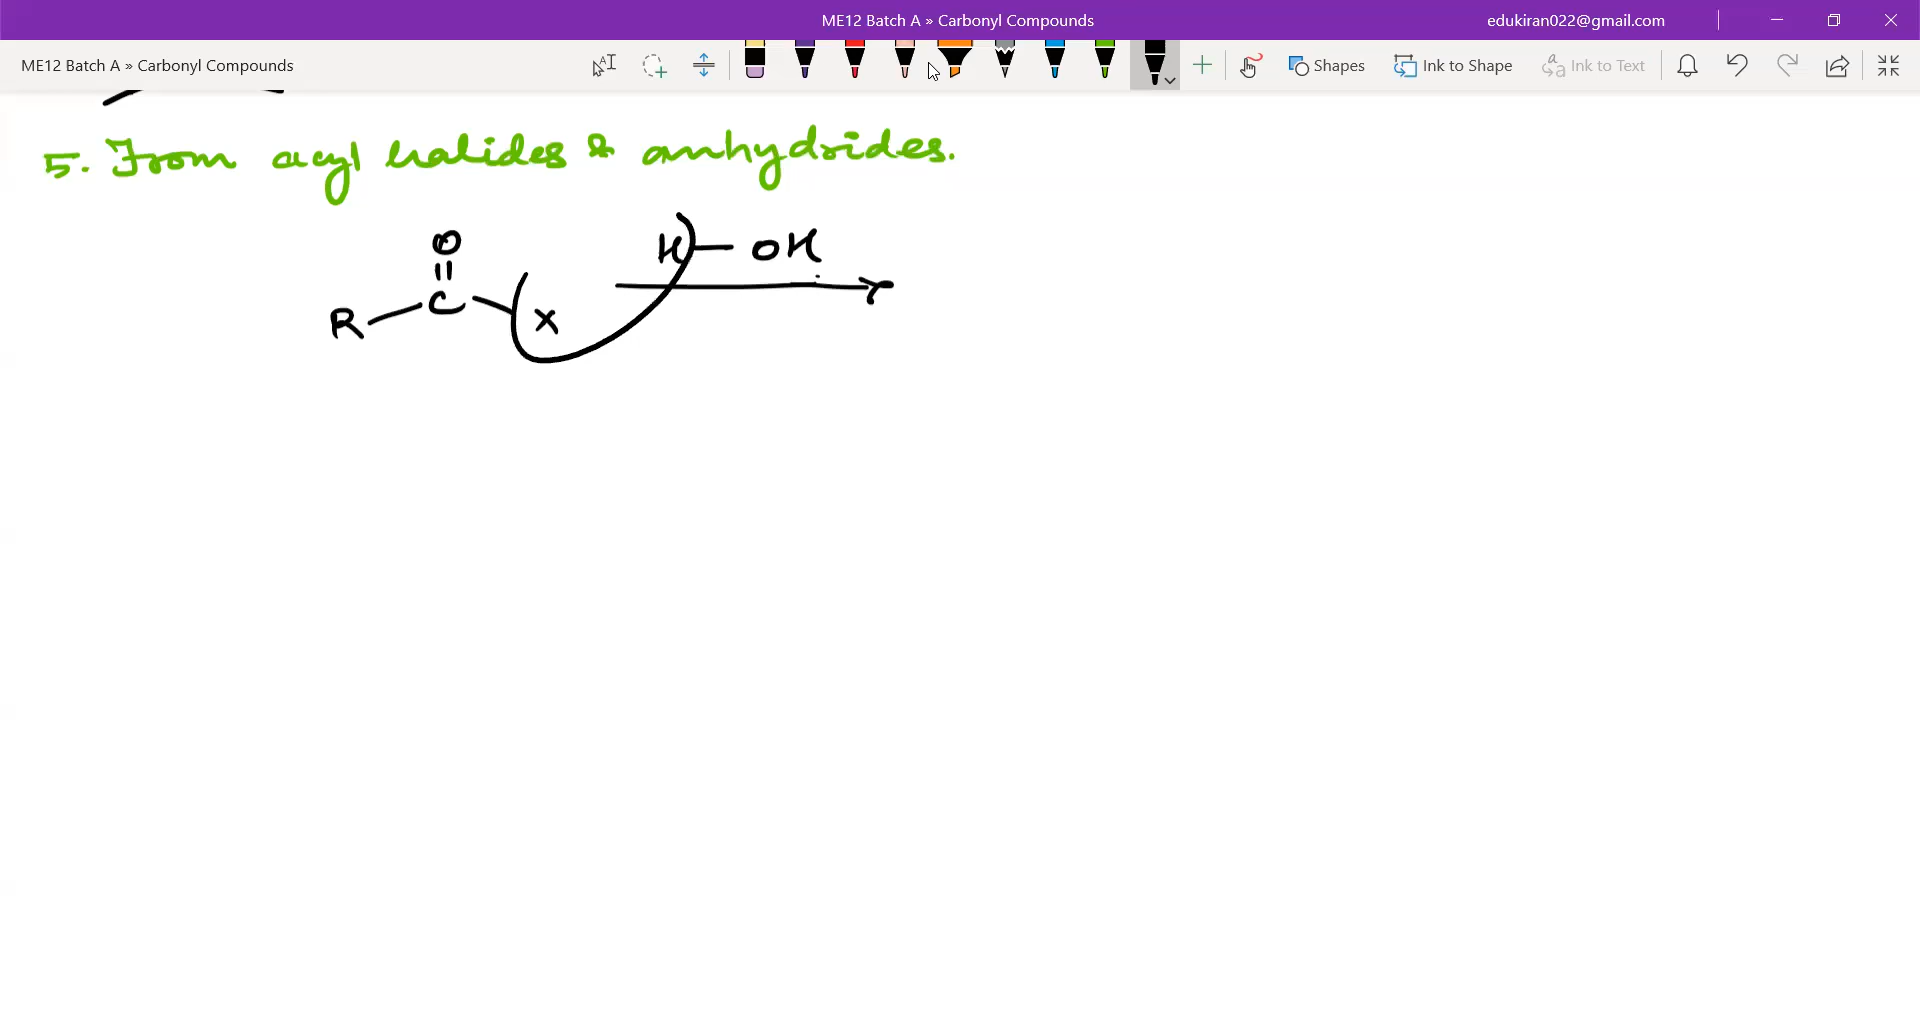 ME12 Batch A » Carbonyl Compounds
edukiran022@gmail.com
ME12 Batch A » Carbonyl Compounds
Shapes
Ink to Shape
Ink to Text
5. From acyl halides & anhydrides.
O
H — OH
R — C — X